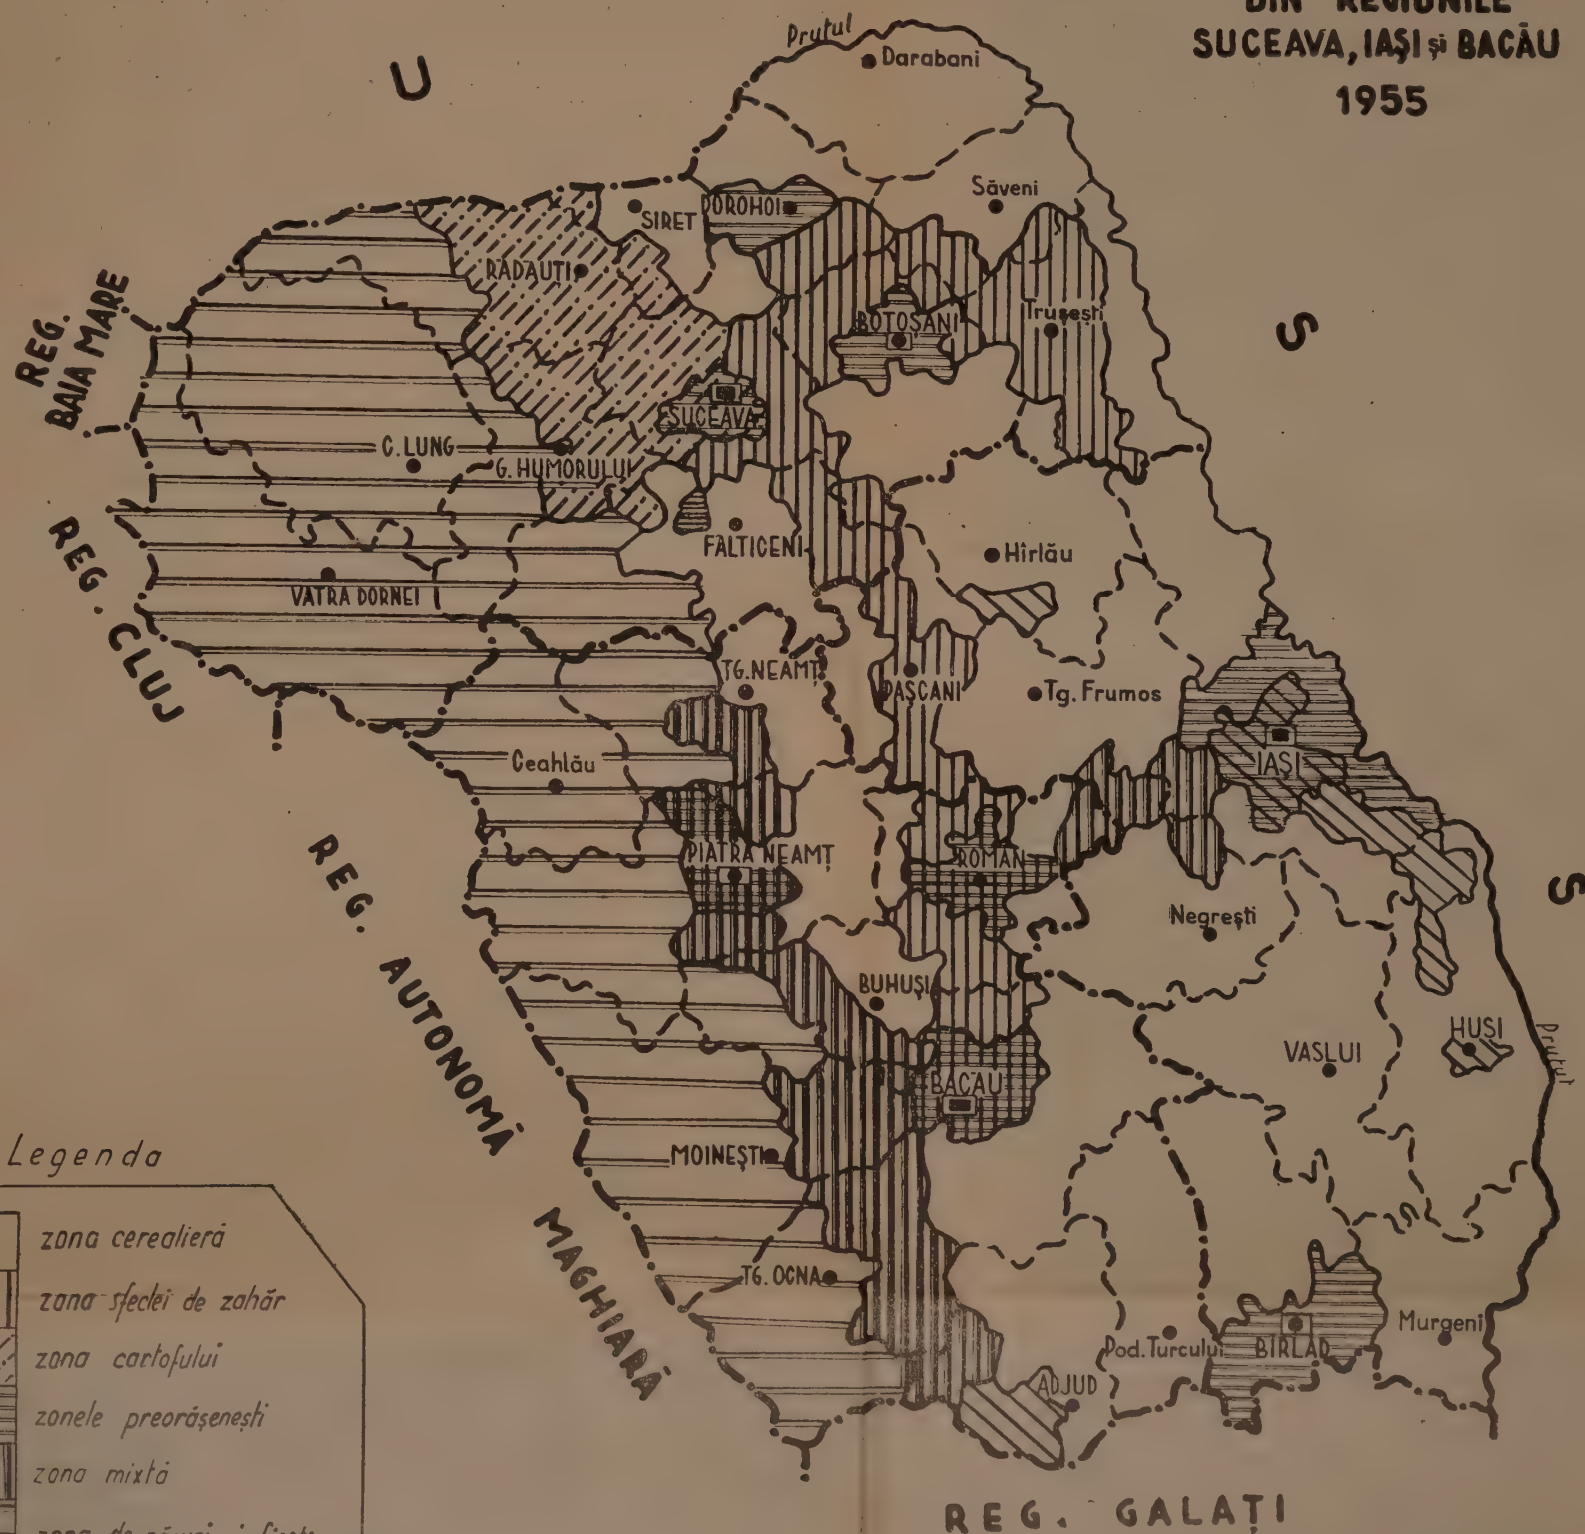 DIN REGIUNILE
SUCEAVA, IAȘI și BACĂU
1955
U
S
S
Prutul
Darabani
Săveni
SIRET
DOROHOI
RĂDĂUȚI
BOTOȘANI
Trușești
REG.
BAIA MARE
SUCEAVA
C. LUNG
G. HUMORULUI
FĂLTICENI
Hîrlău
REG. CLUJ
VATRA DORNEI
TG. NEAMȚ
PAȘCANI
Tg. Frumos
IAȘI
Ceahlău
PIATRA NEAMȚ
ROMAN
Negrești
BUHUȘI
HUȘI
Prutul
VASLUI
BACĂU
REG. AUTONOMĂ MAGHIARĂ
MOINEȘTI
TG. OCNA
Pod. Turcului
BÎRLAD
Murgeni
ADJUD
REG. GALAȚI
Legenda
zona cerealieră
zona sfeclei de zahăr
zona cartofului
zonele preorășenești
zona mixtă